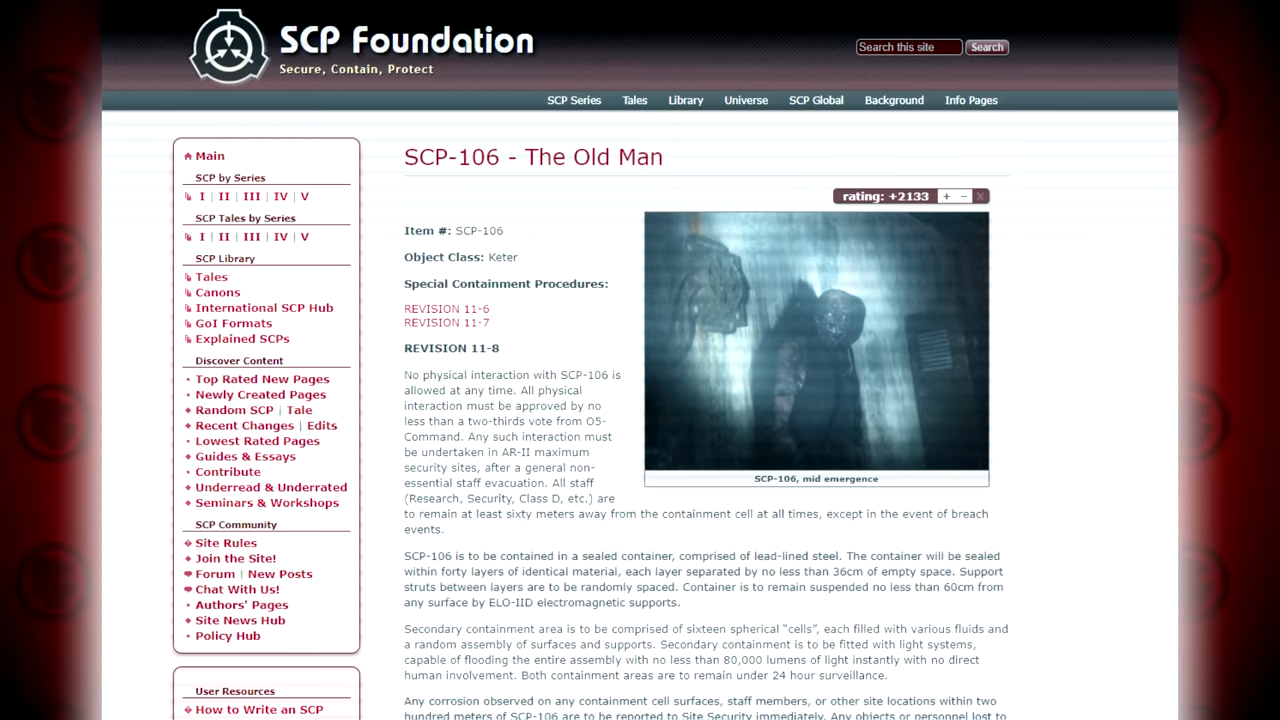 SCP Foundation
Secure, Contain, Protect
Search this site
Search
SCP Series Tales Library Universe SCP Global Background Info Pages
Main
SCP by Series
I | II | III | IV | V
SCP Tales by Series
I | II | III | IV | V
SCP Library
Tales
Canons
International SCP Hub
GoI Formats
Explained SCPs
Discover Content
Top Rated New Pages
Newly Created Pages
Random SCP | Tale
Recent Changes | Edits
Lowest Rated Pages
Guides & Essays
Contribute
Underread & Underrated
Seminars & Workshops
SCP Community
Site Rules
Join the Site!
Forum | New Posts
Chat With Us!
Authors' Pages
Site News Hub
Policy Hub
User Resources
How to Write an SCP
SCP-106 - The Old Man
rating: +2133 + − X
Item #: SCP-106
Object Class: Keter
Special Containment Procedures:
REVISION 11-6
REVISION 11-7
REVISION 11-8
No physical interaction with SCP-106 is
allowed at any time. All physical
interaction must be approved by no
less than a two-thirds vote from O5-
Command. Any such interaction must
be undertaken in AR-II maximum
security sites, after a general non-
essential staff evacuation. All staff
(Research, Security, Class D, etc.) are
to remain at least sixty meters away from the containment cell at all times, except in the event of breach
events.
SCP-106, mid emergence
SCP-106 is to be contained in a sealed container, comprised of lead-lined steel. The container will be sealed
within forty layers of identical material, each layer separated by no less than 36cm of empty space. Support
struts between layers are to be randomly spaced. Container is to remain suspended no less than 60cm from
any surface by ELO-IID electromagnetic supports.
Secondary containment area is to be comprised of sixteen spherical “cells”, each filled with various fluids and
a random assembly of surfaces and supports. Secondary containment is to be fitted with light systems,
capable of flooding the entire assembly with no less than 80,000 lumens of light instantly with no direct
human involvement. Both containment areas are to remain under 24 hour surveillance.
Any corrosion observed on any containment cell surfaces, staff members, or other site locations within two
hundred meters of SCP-106 are to be reported to Site Security immediately. Any objects or personnel lost to